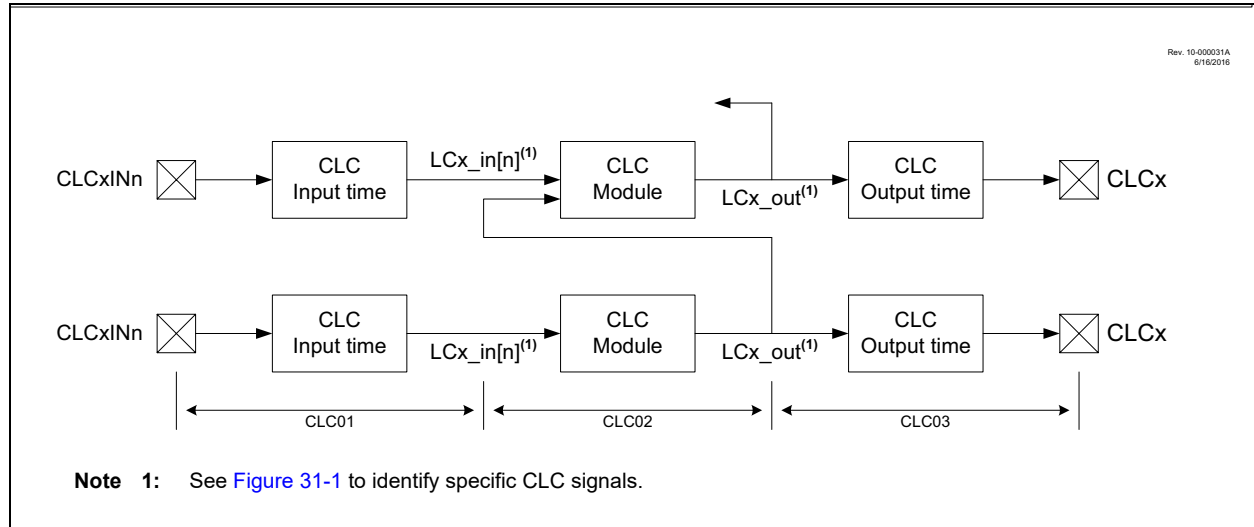 Rev. 10-000031A
6/16/2016
CLCxINn
CLC
Input time
LCx_in[n](1)
CLC
Module
LCx_out(1)
CLC
Output time
CLCx
CLCxINn
CLC
Input time
LCx_in[n](1)
CLC
Module
LCx_out(1)
CLC
Output time
CLCx
CLC01
CLC02
CLC03
Note 1: See Figure 31-1 to identify specific CLC signals.